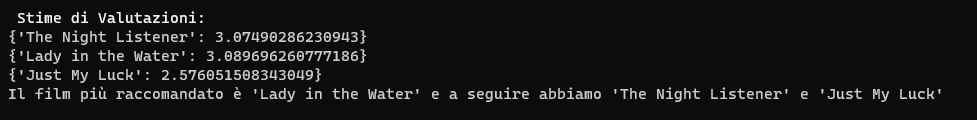 Stime di Valutazioni:
{'The Night Listener': 3.07490286230943}
{'Lady in the Water': 3.089696260777186}
{'Just My Luck': 2.576051508343049}
Il film più raccomandato è 'Lady in the Water' e a seguire abbiamo 'The Night Listener' e 'Just My Luck'